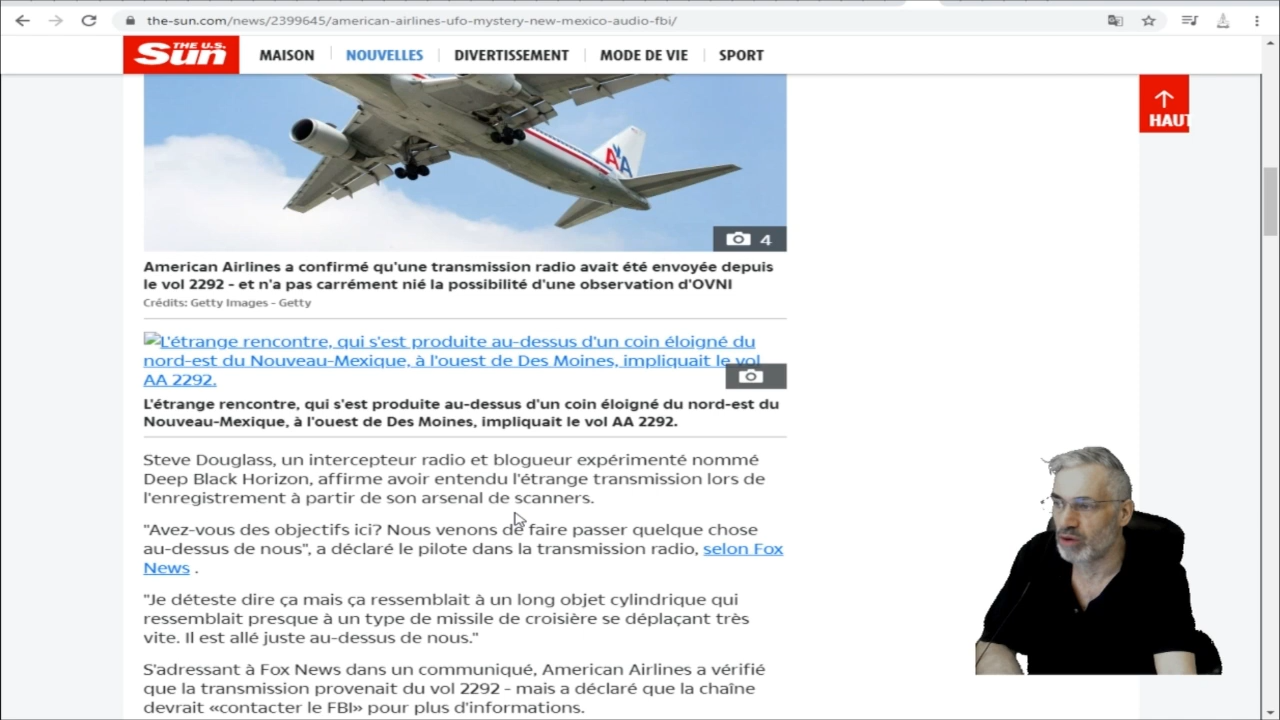 the-sun.com/news/2399645/american-airlines-ufo-mystery-new-mexico-audio-fbi/
THE U.S. Sun
MAISON NOUVELLES DIVERTISSEMENT MODE DE VIE SPORT
HAUT
AA
4
American Airlines a confirmé qu'une transmission radio avait été envoyée depuis
le vol 2292 - et n'a pas carrément nié la possibilité d'une observation d'OVNI
Crédits: Getty Images - Getty
L'étrange rencontre, qui s'est produite au-dessus d'un coin éloigné du
nord-est du Nouveau-Mexique, à l'ouest de Des Moines, impliquait le vol
AA 2292.
L'étrange rencontre, qui s'est produite au-dessus d'un coin éloigné du nord-est du
Nouveau-Mexique, à l'ouest de Des Moines, impliquait le vol AA 2292.
Steve Douglass, un intercepteur radio et blogueur expérimenté nommé
Deep Black Horizon, affirme avoir entendu l'étrange transmission lors de
l'enregistrement à partir de son arsenal de scanners.
"Avez-vous des objectifs ici? Nous venons de faire passer quelque chose
au-dessus de nous", a déclaré le pilote dans la transmission radio, selon Fox
News .
"Je déteste dire ça mais ça ressemblait à un long objet cylindrique qui
ressemblait presque à un type de missile de croisière se déplaçant très
vite. Il est allé juste au-dessus de nous."
S'adressant à Fox News dans un communiqué, American Airlines a vérifié
que la transmission provenait du vol 2292 - mais a déclaré que la chaîne
devrait «contacter le FBI» pour plus d'informations.